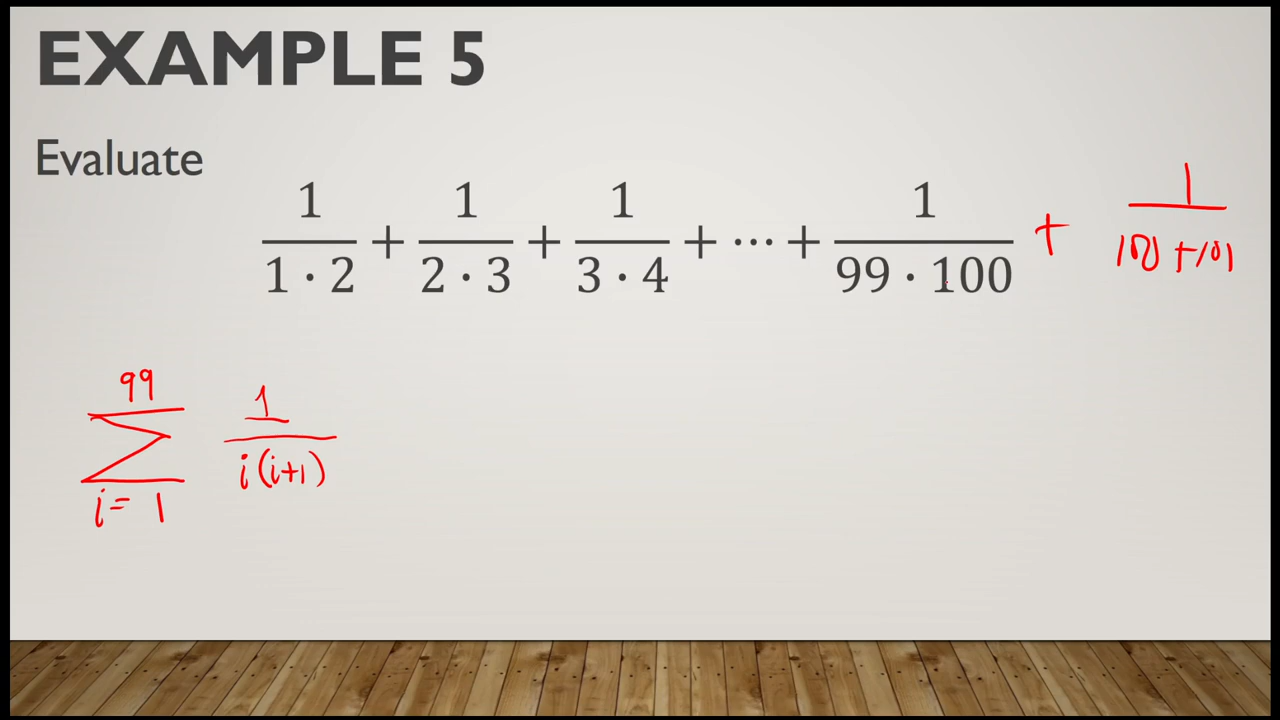 EXAMPLE 5
Evaluate
1/(1 · 2) + 1/(2 · 3) + 1/(3 · 4) + ··· + 1/(99 · 100) + 1/(100 + 101)
99
∑ 1/(i(i+1))
i= 1